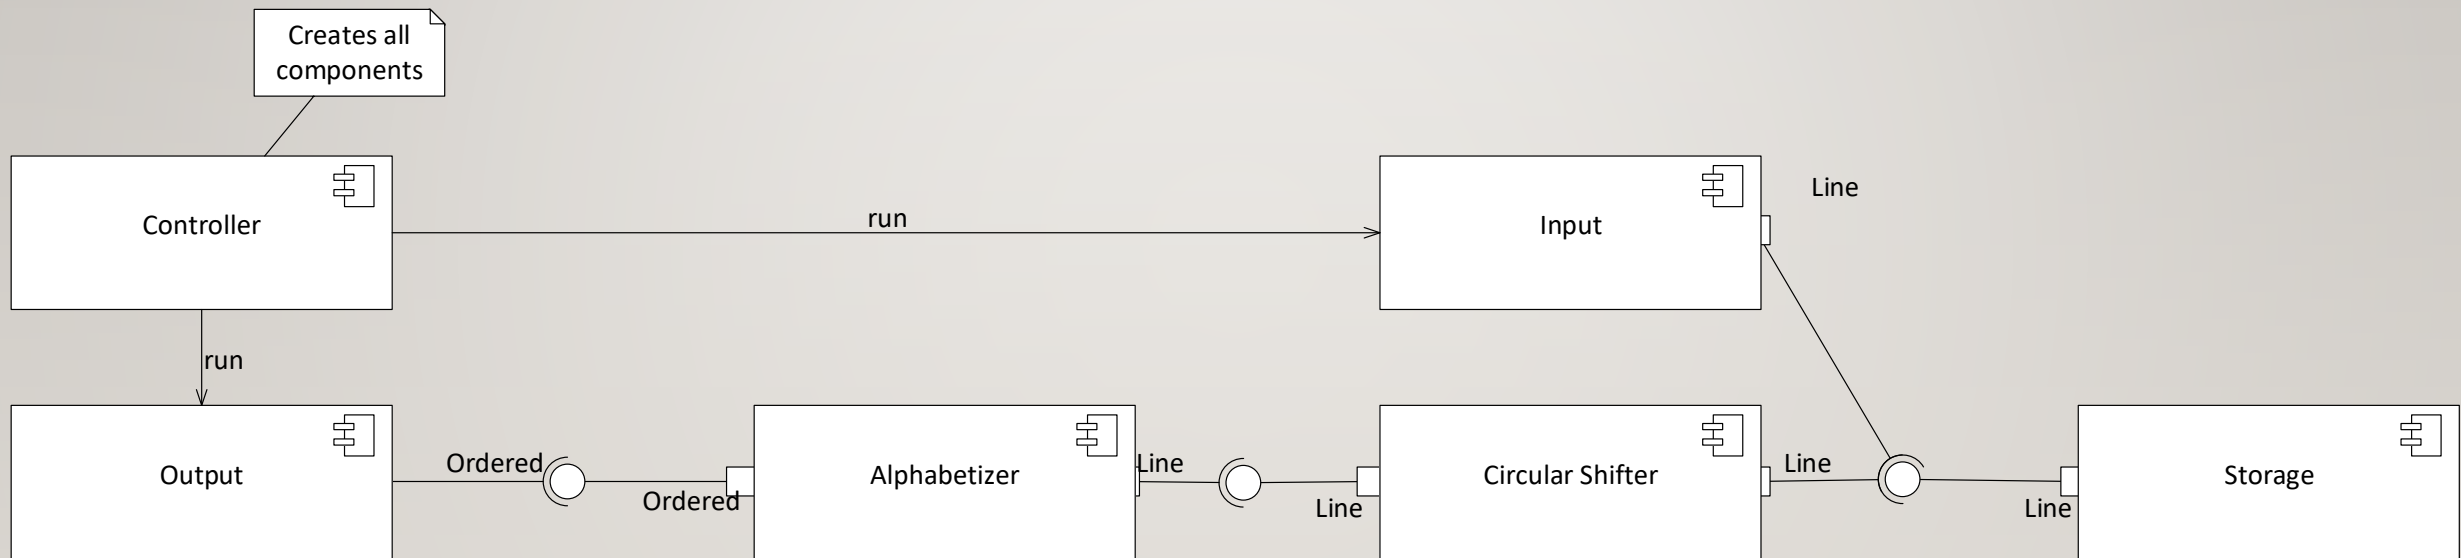 Creates all
components
Controller
run
Input
Line
run
Output
Ordered
Ordered
Alphabetizer
Line
Line
Circular Shifter
Line
Line
Storage